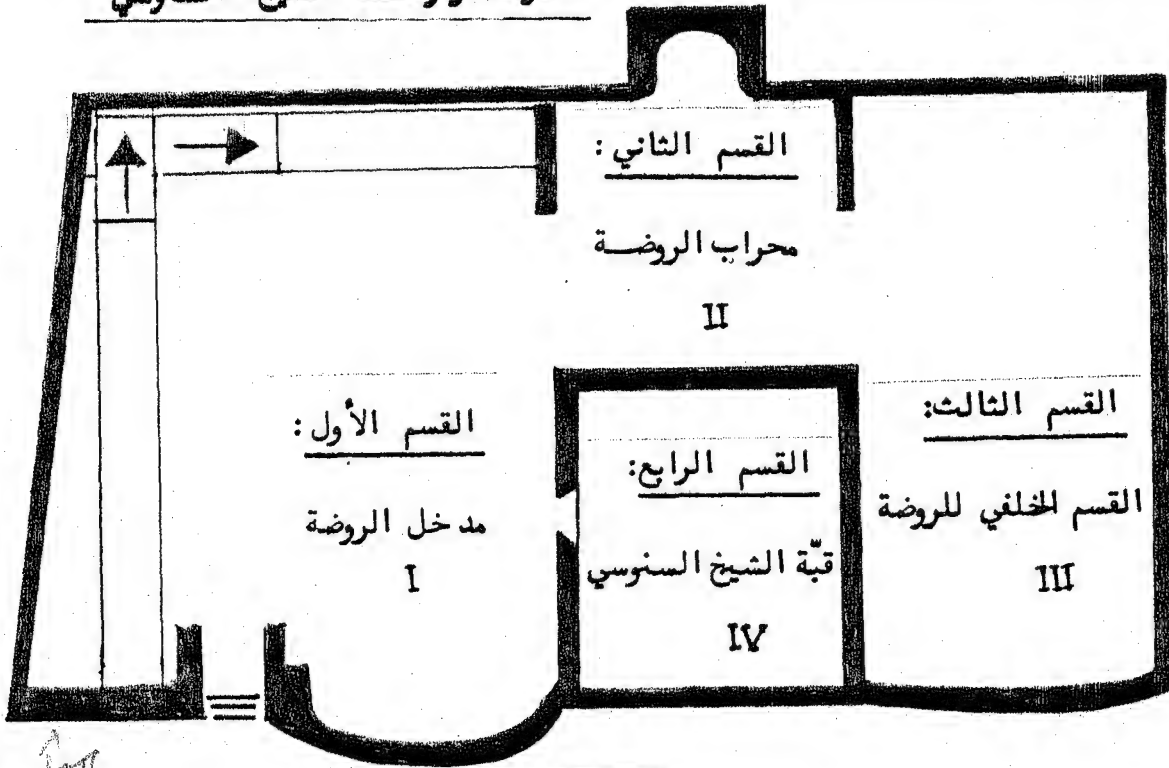 القسم الثاني:
محراب الروضــة
II
القسم الأول:
مدخل الروضة
I
القسم الثالث:
القسم الخلفي للروضة
III
القسم الرابع:
قبّة الشيخ السنوسي
IV